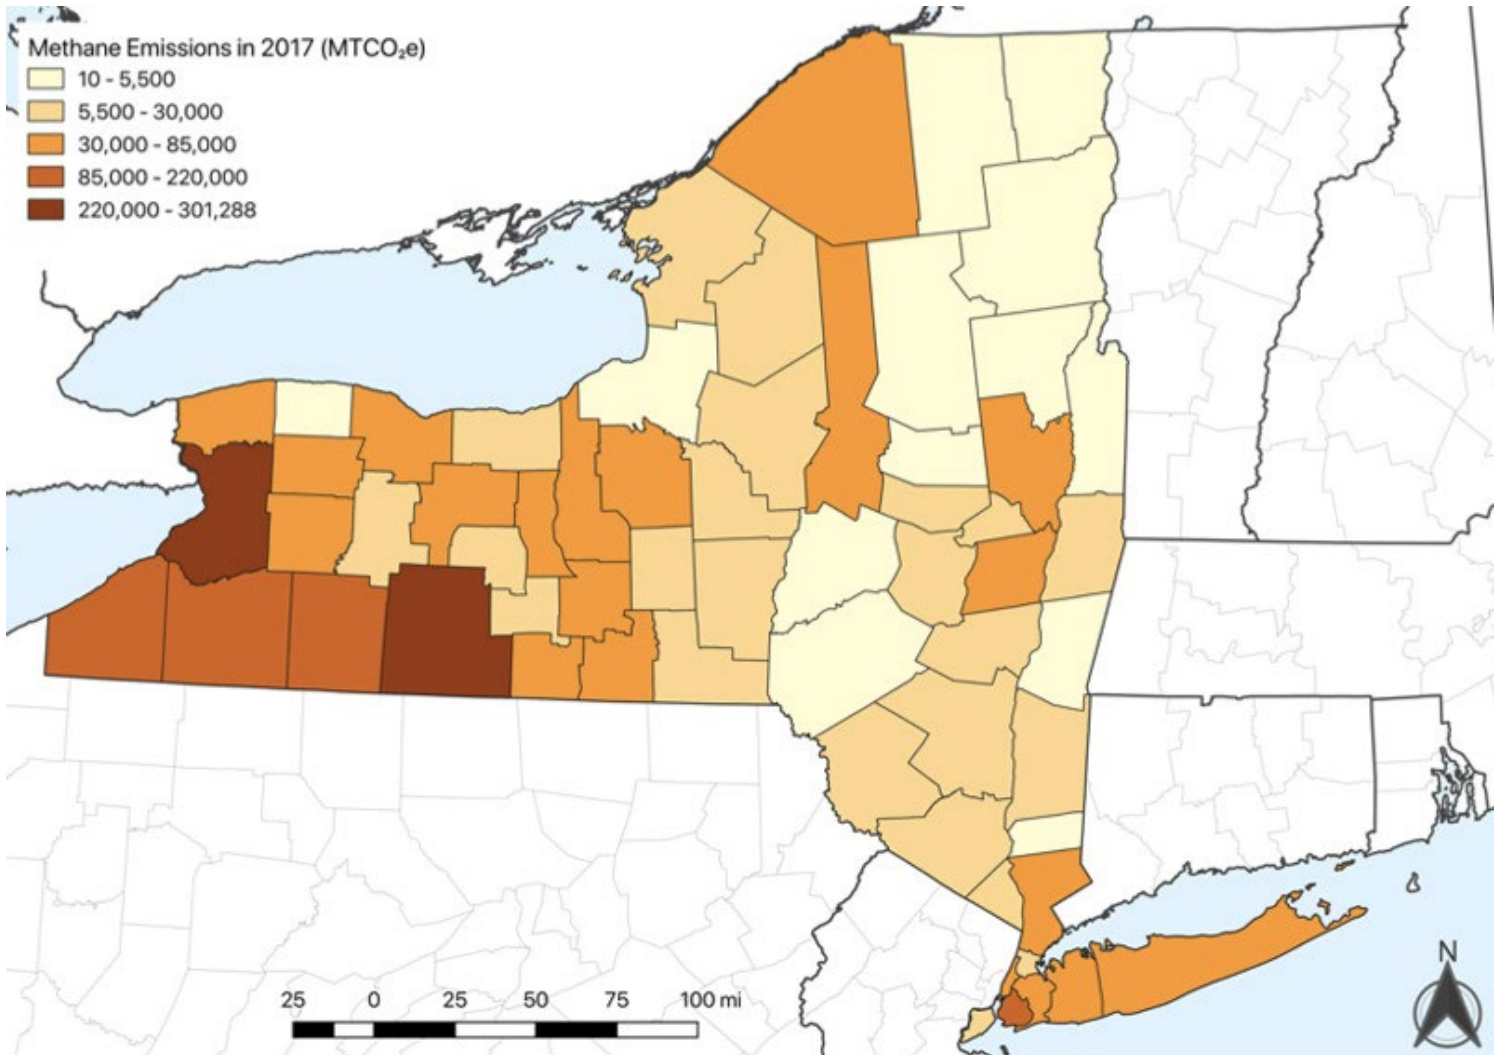 Methane Emissions in 2017 (MTCO₂e)
10 - 5,500
5,500 - 30,000
30,000 - 85,000
85,000 - 220,000
220,000 - 301,288
N
25 0 25 50 75 100 mi